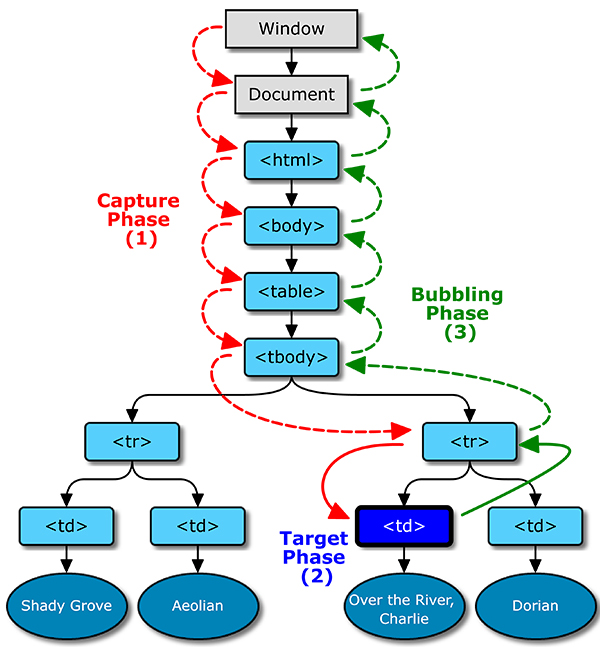 Window
Document
<html>
Capture
Phase
(1)
<body>
<table>
Bubbling
Phase
(3)
<tbody>
<tr>
<tr>
<td>
<td>
<td>
<td>
Target
Phase
(2)
Shady Grove
Aeolian
Over the River,
Charlie
Dorian